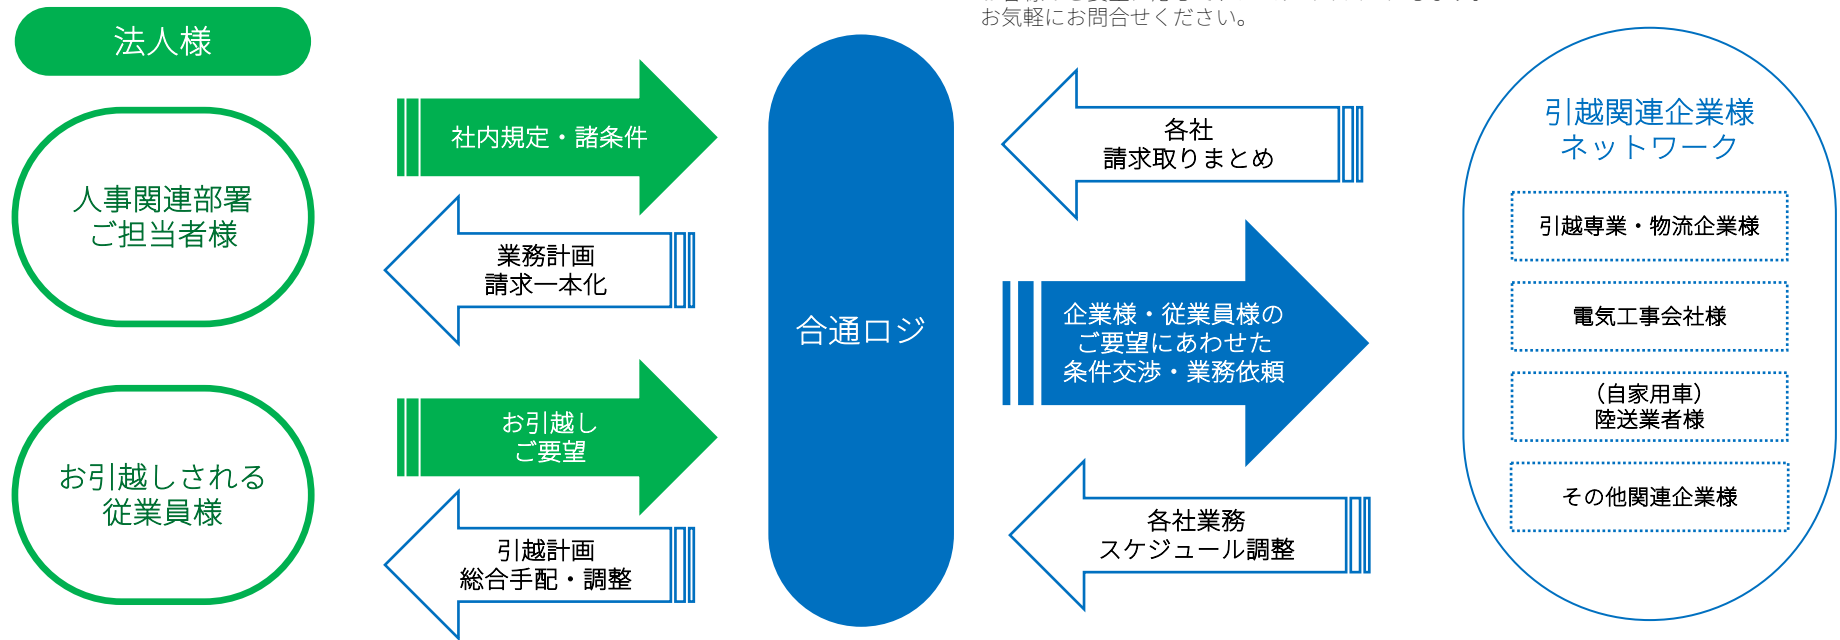 お気軽にお問合せください。
法人様
人事関連部署
ご担当者様
お引越しされる
従業員様
社内規定・諸条件
業務計画
請求一本化
お引越し
ご要望
引越計画
総合手配・調整
合通ロジ
各社
請求取りまとめ
企業様・従業員様の
ご要望にあわせた
条件交渉・業務依頼
各社業務
スケジュール調整
引越関連企業様
ネットワーク
引越専業・物流企業様
電気工事会社様
（自家用車）
陸送業者様
その他関連企業様